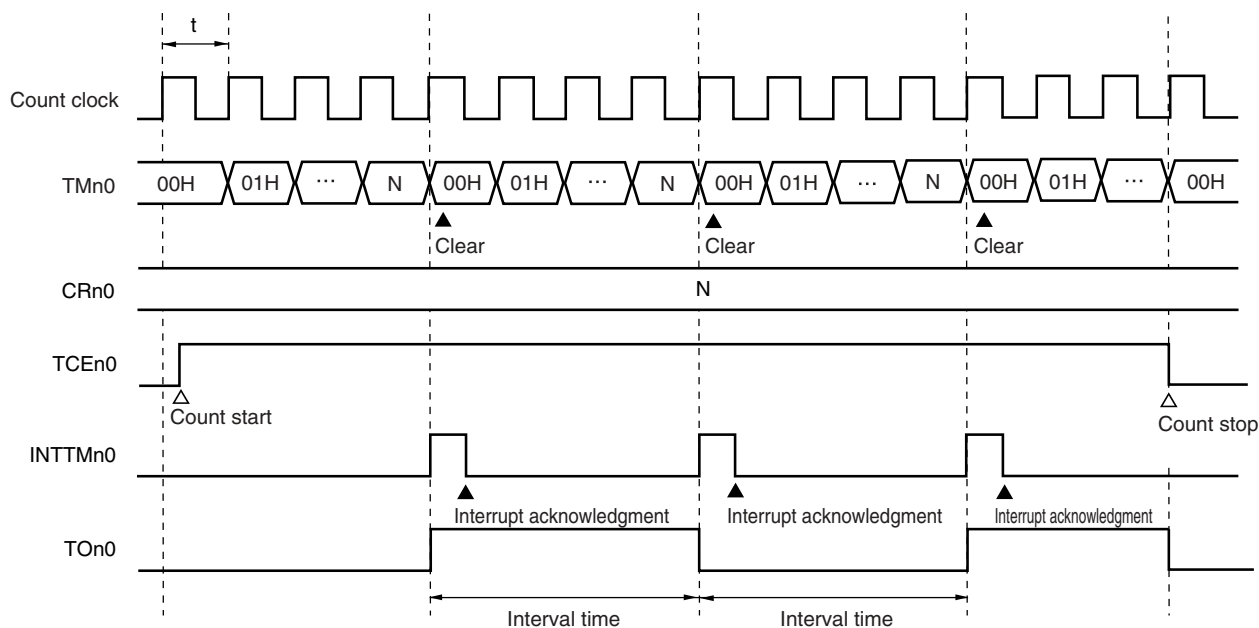 t
Count clock
TMn0 00H 01H ... N 00H 01H ... N 00H 01H ... N 00H 01H ... 00H
Clear Clear Clear
CRn0 N
TCEn0
Count start Count stop
INTTMn0
Interrupt acknowledgment Interrupt acknowledgment Interrupt acknowledgment
TOn0
Interval time Interval time